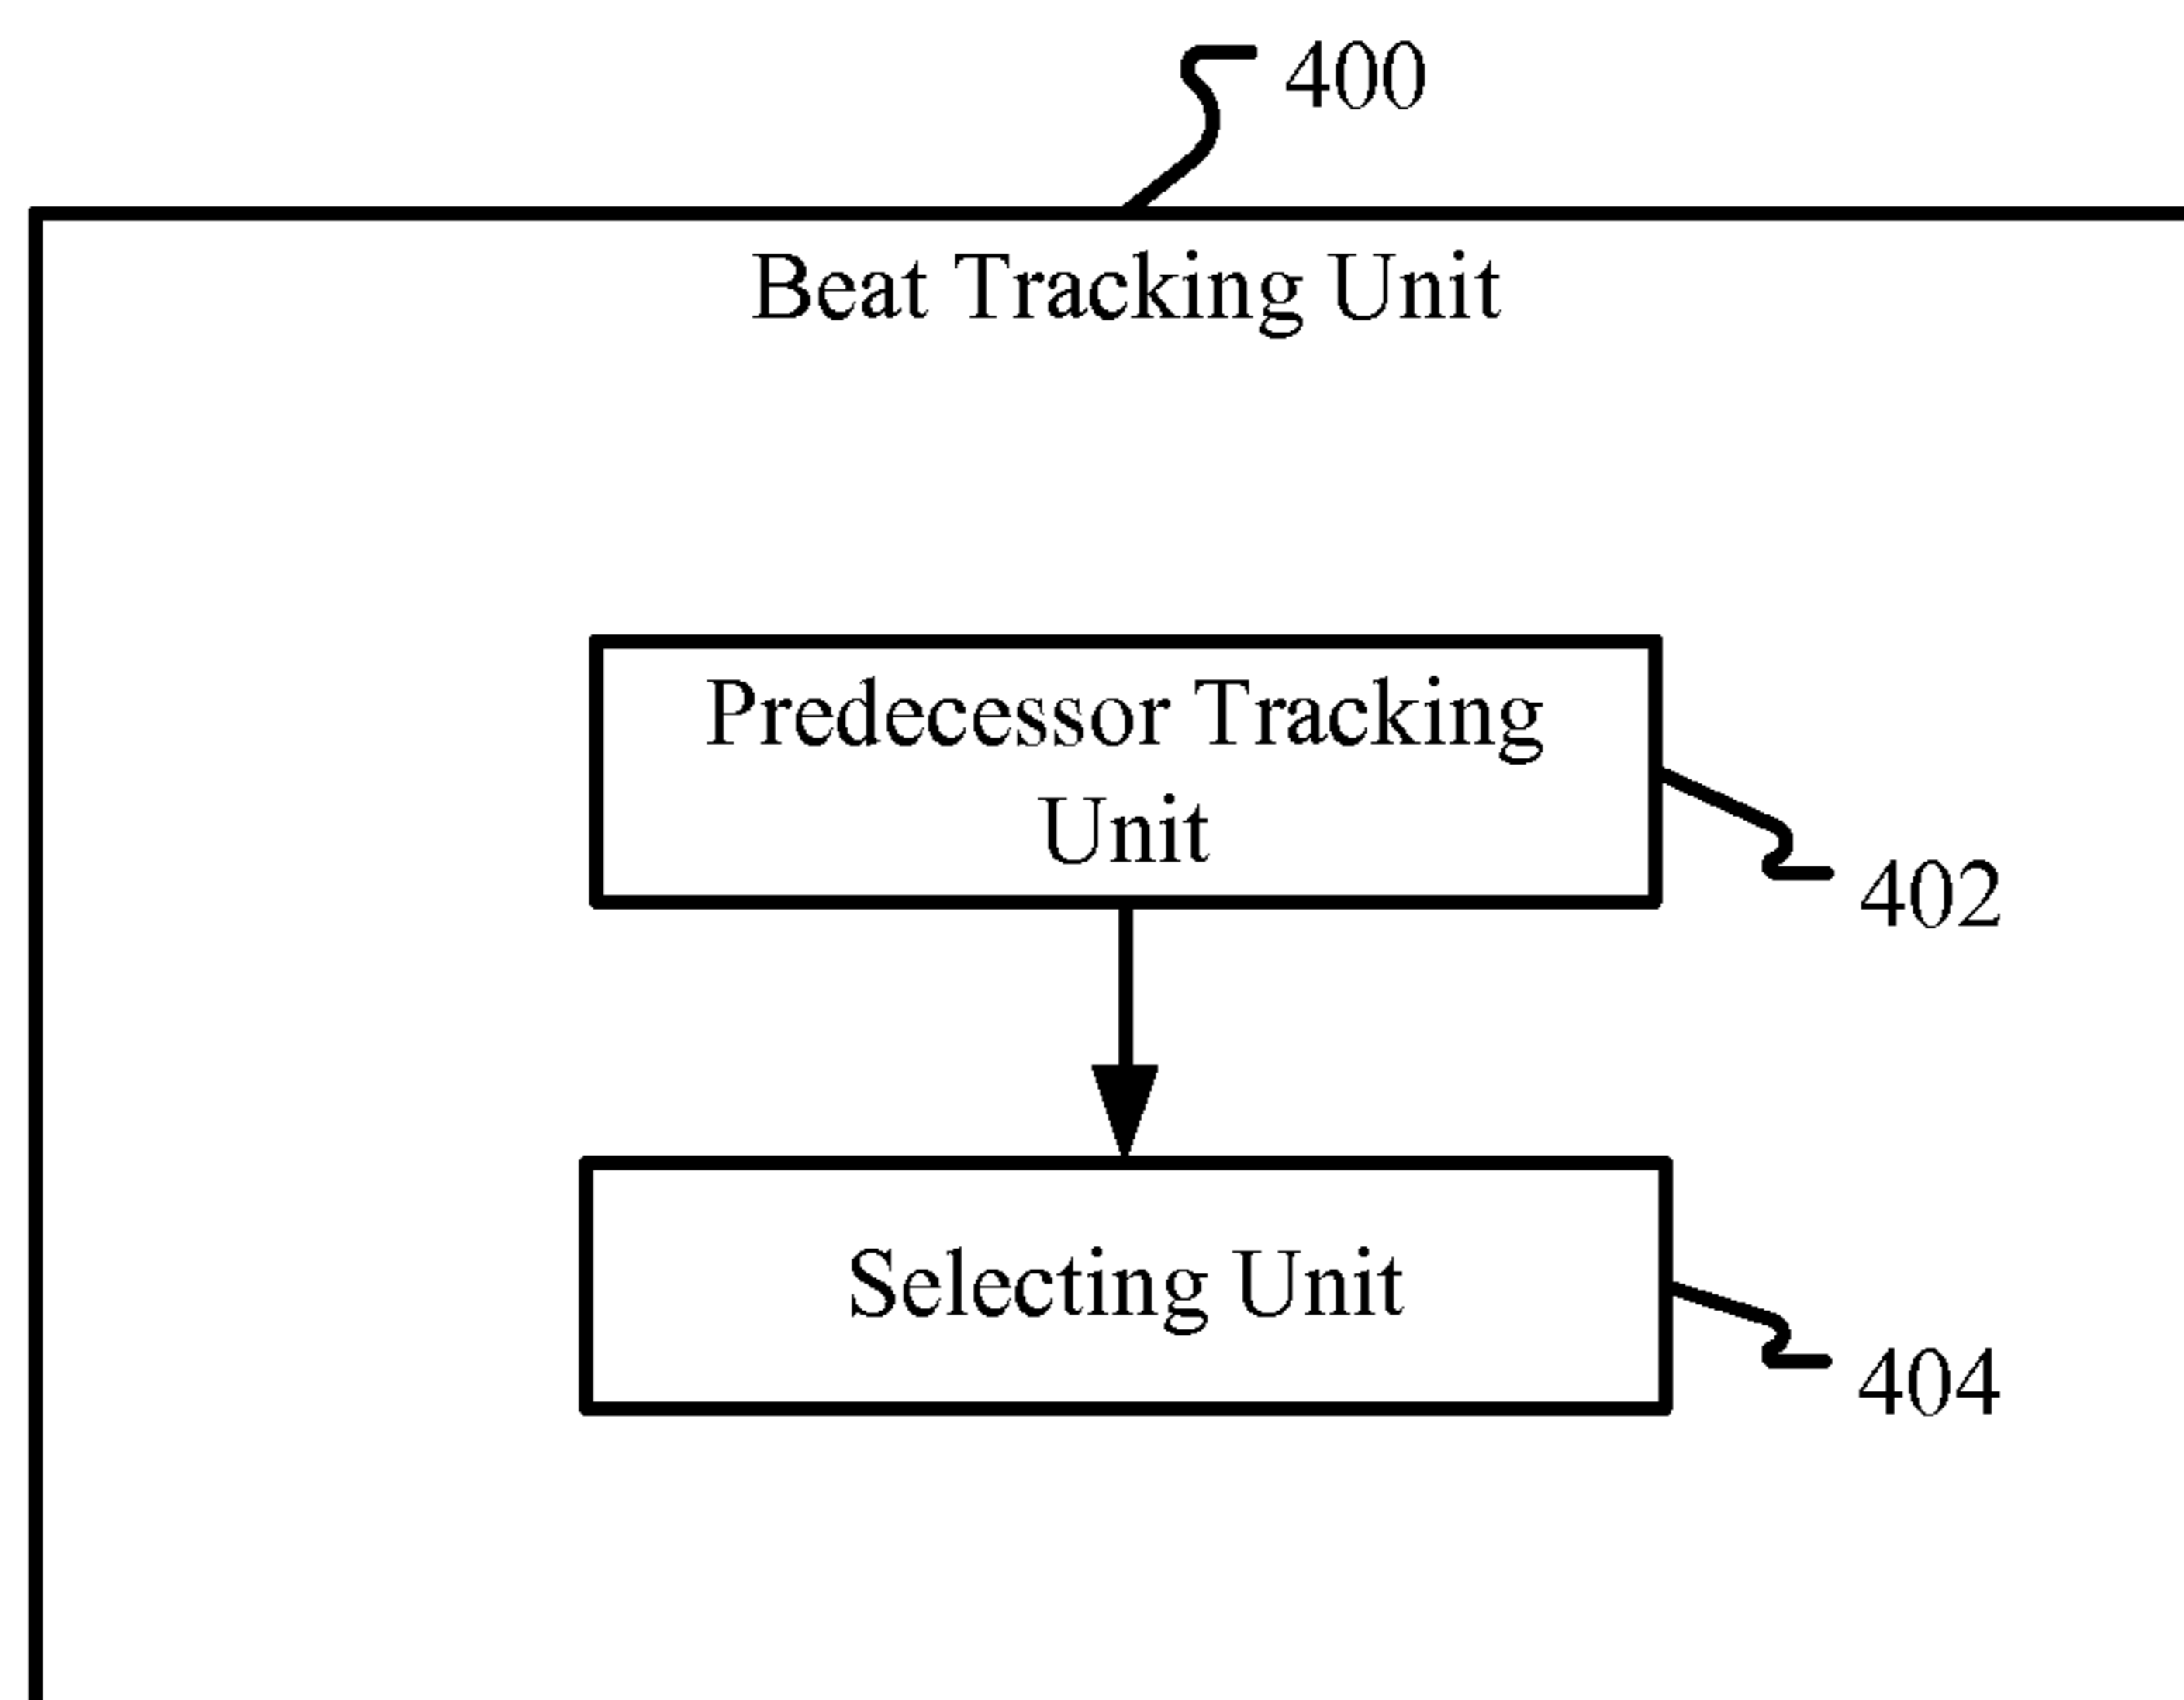 400
Beat Tracking Unit
Predecessor Tracking
Unit
402
Selecting Unit
404